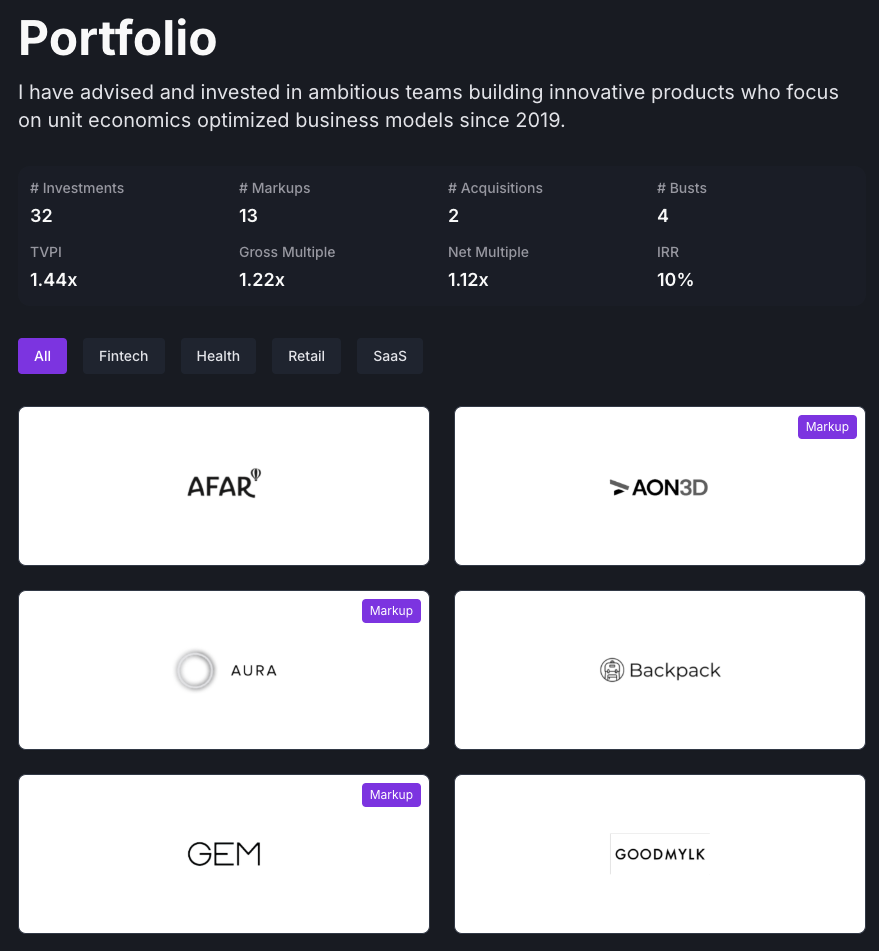 Portfolio
I have advised and invested in ambitious teams building innovative products who focus
on unit economics optimized business models since 2019.
# Investments # Markups # Acquisitions # Busts
32 13 2 4
TVPI Gross Multiple Net Multiple IRR
1.44x 1.22x 1.12x 10%
All Fintech Health Retail SaaS
Markup
AFAR AON3D
Markup
AURA Backpack
Markup
GEM GOODMYLK